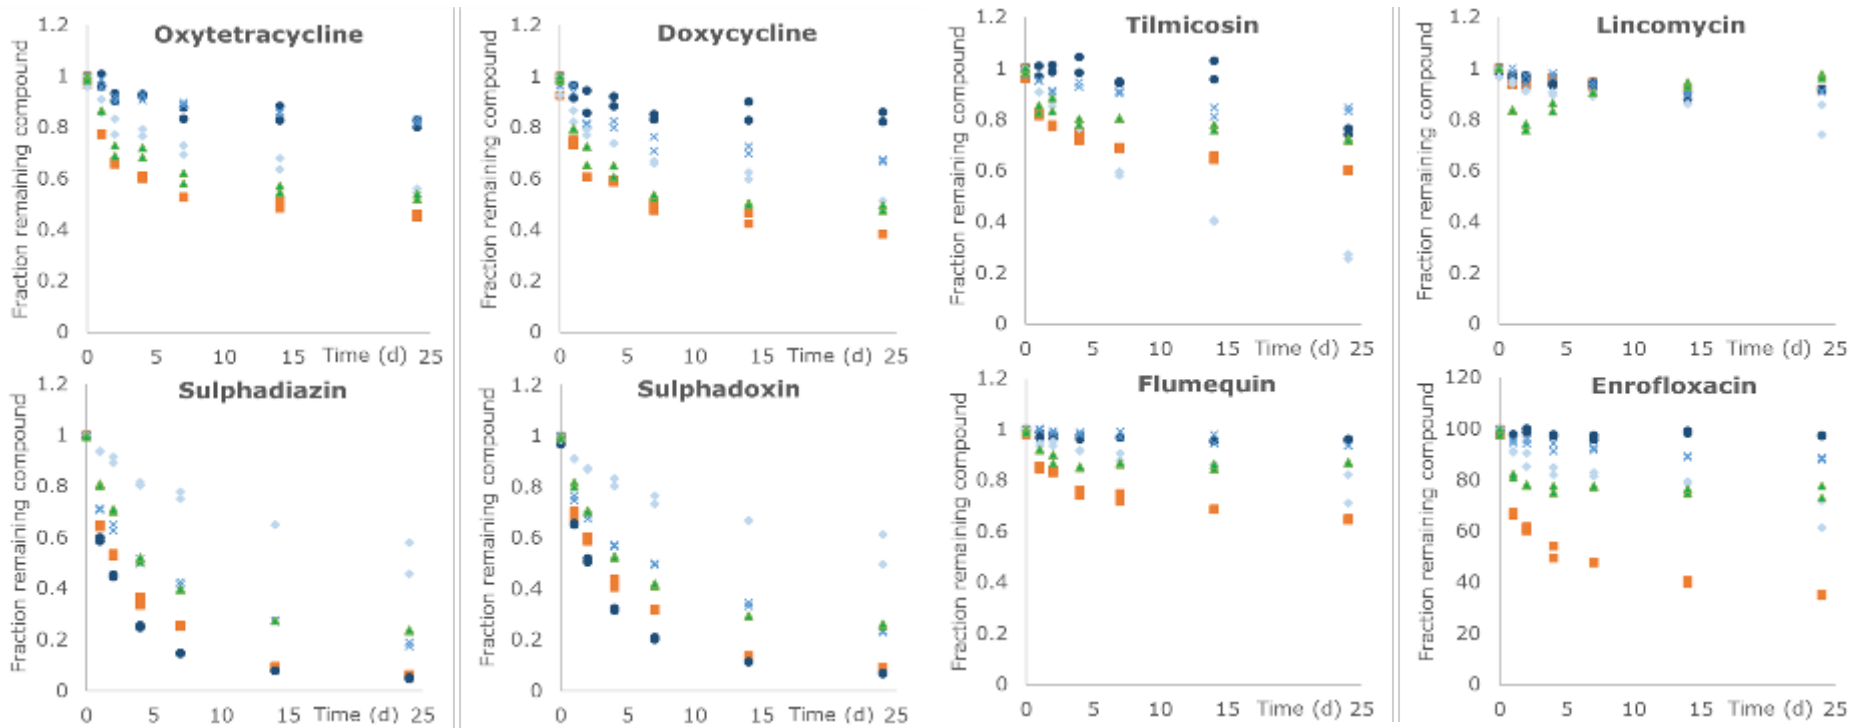 Oxytetracycline
Fraction remaining compound
1.2
1
0.8
0.6
0.4
0.2
0
0 5 10 15 Time (d) 25
Doxycycline
Fraction remaining compound
1.2
1
0.8
0.6
0.4
0.2
0
0 5 10 15 Time (d) 25
Tilmicosin
Fraction remaining compound
1.2
1
0.8
0.6
0.4
0.2
0
0 5 10 15 Time (d) 25
Lincomycin
Fraction remaining compound
1.2
1
0.8
0.6
0.4
0.2
0
0 5 10 15 Time (d) 25
Sulphadiazin
Fraction remaining compound
1.2
1
0.8
0.6
0.4
0.2
0
0 5 10 15 Time (d) 25
Sulphadoxin
Fraction remaining compound
1.2
1
0.8
0.6
0.4
0.2
0
0 5 10 15 Time (d) 25
Flumequin
Fraction remaining compound
1.2
1
0.8
0.6
0.4
0.2
0
0 5 10 15 Time (d) 25
Enrofloxacin
Fraction remaining compound
120
100
80
60
40
20
0
0 5 10 15 Time (d) 25